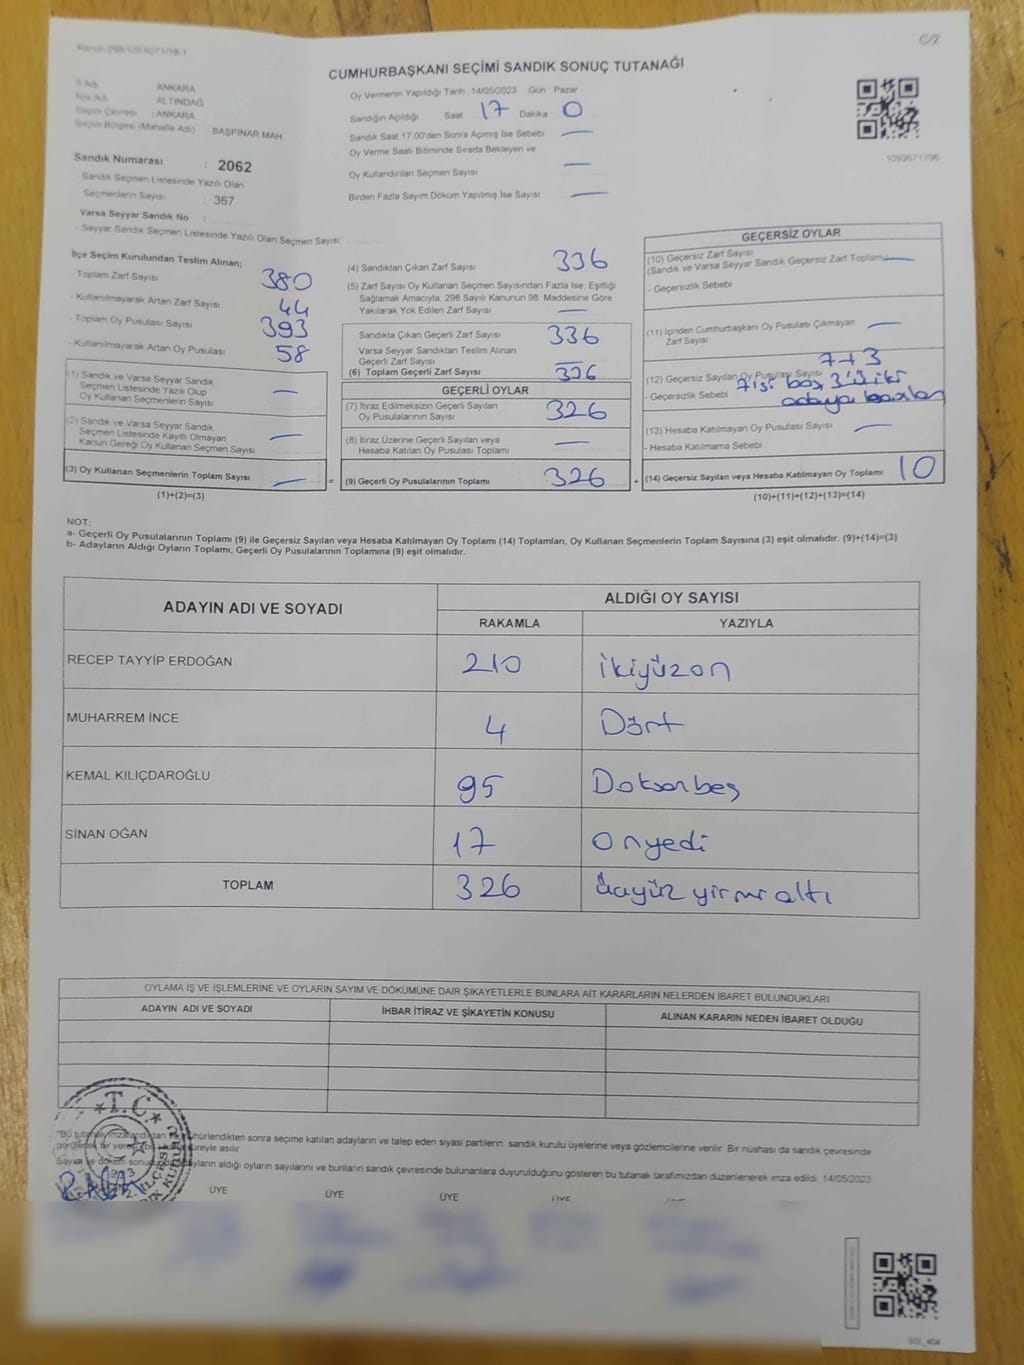 Kanun 298/105/6271/19-1
C/2
CUMHURBAŞKANI SEÇİMİ SANDIK SONUÇ TUTANAĞI
İl Adı ANKARA
İlçe Adı ALTINDAĞ
Seçim Çevresi : ANKARA
Seçim Bölgesi (Mahalle Adı) BAŞPINAR MAH.
Sandık Numarası : 2062
- Sandık Seçmen Listesinde Yazılı Olan
Seçmenlerin Sayısı : 367
Varsa Seyyar Sandık No :
- Seyyar Sandık Seçmen Listesinde Yazılı Olan Seçmen Sayısı
Oy Vermenin Yapıldığı Tarih 14/05/2023 Gün Pazar
Sandığın Açıldığı Saat 17 Dakika 0
Sandık Saat 17.00'den Sonra Açımış İse Sebebi —
Oy Verme Saati Bitiminde Sırada Bekleyen ve
Oy Kullandırılan Seçmen Sayısı —
Birden Fazla Sayım Döküm Yapılmış İse Sayısı —
1093671796
İlçe Seçim Kurulundan Teslim Alınan;
- Toplam Zarf Sayısı 380
- Kullanılmayarak Artan Zarf Sayısı 44
- Toplam Oy Pusulası Sayısı 393
- Kullanılmayarak Artan Oy Pusulası 58
(1) Sandık ve Varsa Seyyar Sandık
Seçmen Listesinde Yazılı Olup
Oy Kullanan Seçmenlerin Sayısı —
(2) Sandık ve Varsa Seyyar Sandık
Seçmen Listesinde Kayıtlı Olmayan
Kanun Gereği Oy Kullanan Seçmen Sayısı —
(3) Oy Kullanan Seçmenlerin Toplam Sayısı —
(1)+(2)=(3)
=
(4) Sandıktan Çıkan Zarf Sayısı 336
(5) Zarf Sayısı Oy Kullanan Seçmen Sayısından Fazla İse, Eşitliği
Sağlamak Amacıyla, 298 Sayılı Kanunun 98. Maddesine Göre
Yakılarak Yok Edilen Zarf Sayısı —
Sandıkla Çıkan Geçerli Zarf Sayısı 336
Varsa Seyyar Sandıktan Teslim Alınan
Geçerli Zarf Sayısı —
(6) Toplam Geçerli Zarf Sayısı 336
GEÇERLİ OYLAR
(7) İtiraz Edilmeksizin Geçerli Sayılan
Oy Pusulalarının Sayısı 326
(8) İtiraz Üzerine Geçerli Sayılan veya
Hesaba Katılan Oy Pusulası Toplamı —
(9) Geçerli Oy Pusulalarının Toplamı 326
+
GEÇERSİZ OYLAR
(10) Geçersiz Zarf Sayısı
(Sandık ve Varsa Seyyar Sandık Geçersiz Zarf Toplamı) —
- Geçersizlik Sebebi
(11) İçinden Cumhurbaşkanı Oy Pusulası Çıkmayan
Zarf Sayısı —
(12) Geçersiz Sayılan Oy Pusulası Sayısı 7+3
- Geçersizlik Sebebi 7'si boş 3'ü iki
adaya basılan
(13) Hesaba Katılmayan Oy Pusulası Sayısı —
- Hesaba Katılmama Sebebi
(14) Geçersiz Sayılan veya Hesaba Katılmayan Oy Toplamı 10
(10)+(11)+(12)+(13)=(14)
NOT:
a- Geçerli Oy Pusulalarının Toplamı (9) ile Geçersiz Sayılan veya Hesaba Katılmayan Oy Toplamı (14) Toplamları, Oy Kullanan Seçmenlerin Toplam Sayısına (3) eşit olmalıdır. (9)+(14)=(3)
b- Adayların Aldığı Oyların Toplamı, Geçerli Oy Pusulalarının Toplamına (9) eşit olmalıdır.
ADAYIN ADI VE SOYADI
ALDIĞI OY SAYISI
RAKAMLA YAZIYLA
RECEP TAYYİP ERDOĞAN 210 ikiyüzon
MUHARREM İNCE 4 Dört
KEMAL KILIÇDAROĞLU 95 Doksanbeş
SİNAN OĞAN 17 Onyedi
TOPLAM 326 üçyüz yirmi altı
OYLAMA İŞ VE İŞLEMLERİNE VE OYLARIN SAYIM VE DÖKÜMÜNE DAİR ŞİKAYETLERLE BUNLARA AİT KARARLARIN NELERDEN İBARET BULUNDUKLARI
ADAYIN ADI VE SOYADI İHBAR İTİRAZ VE ŞİKAYETİN KONUSU ALINAN KARARIN NEDEN İBARET OLDUĞU
T.C.
"Bu tutanak imzalandıktan ve mühürlendikten sonra seçime katılan adayların ve talep eden siyasi partilerin sandık kurulu üyelerine veya gözlemcilerine verilir. Bir nüshası da sandık çevresinde
görülecek bir yere bir hafta süreyle asılır
Sayım ve döküm sonucu adayların aldığı oyların sayılarını ve bunların sandık çevresinde bulunanlara duyurulduğunu gösteren bu tutanak tarafımızdan düzenlenerek imza edildi. 14/05/2023
ÜYE ÜYE ÜYE ÜYE